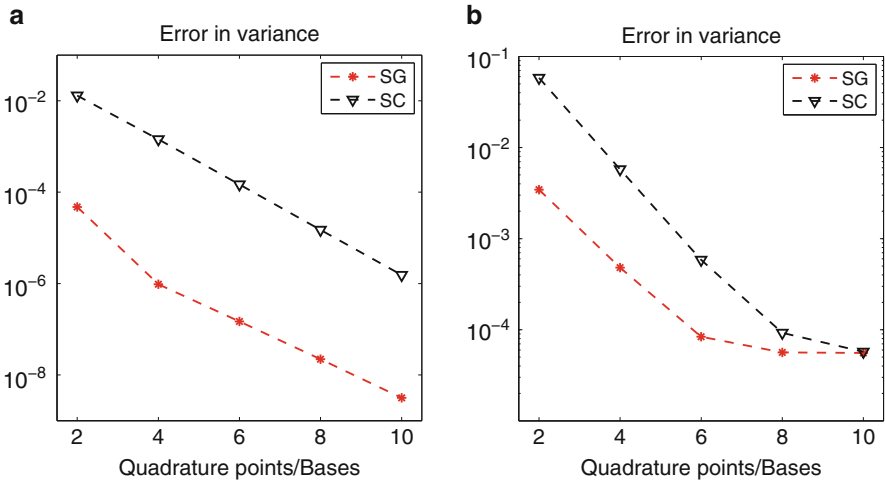 a
Error in variance
SG
SC
10⁻²
10⁻⁴
10⁻⁶
10⁻⁸
2 4 6 8 10
Quadrature points/Bases
b
Error in variance
SG
SC
10⁻¹
10⁻²
10⁻³
10⁻⁴
2 4 6 8 10
Quadrature points/Bases